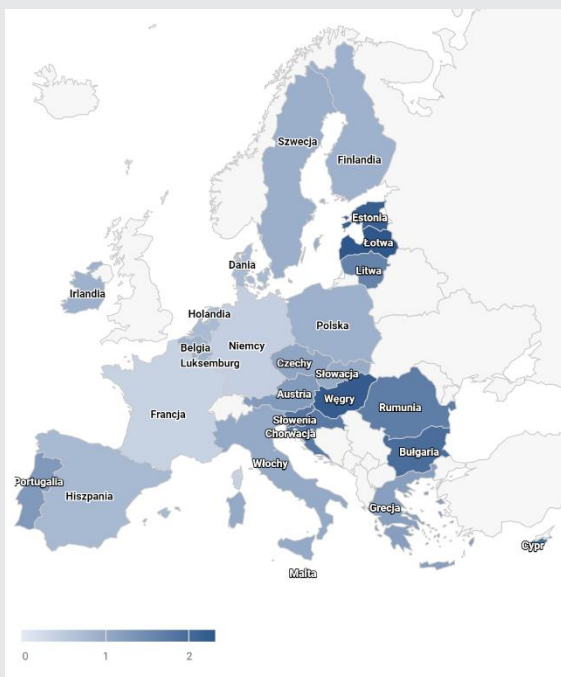 Szwecja
Finlandia
Estonia
Łotwa
Litwa
Dania
Irlandia
Holandia
Polska
Belgia
Niemcy
Luksemburg
Czechy
Słowacja
Austria
Węgry
Rumunia
Francja
Słowenia
Chorwacja
Bułgaria
Włochy
Portugalia
Hiszpania
Grecja
Cypr
Malta
0 1 2